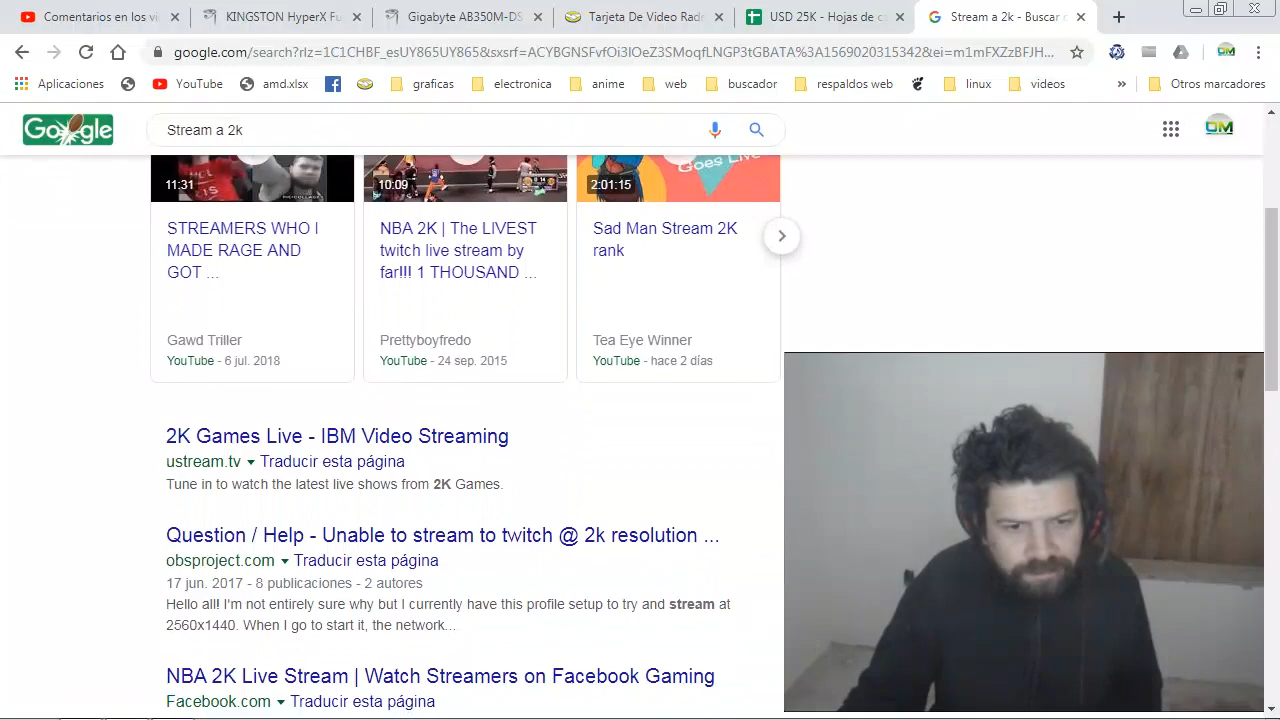 Comentarios en los vi
KINGSTON HyperX Fu
Gigabyte AB350M-DS
Tarjeta De Video Rade
USD 25K - Hojas de cá
Stream a 2k - Buscar c
google.com/search?rlz=1C1CHBF_esUY865UY865&sxsrf=ACYBGNSFvfOi3lOeZ3SMoqfLNGP3tGBATA%3A1569020315342&ei=m1mFXZzBFJH...
Aplicaciones
YouTube
amd.xlsx
graficas
electronica
anime
web
buscador
respaldos web
linux
videos
»
Otros marcadores
Google
Stream a 2k
OM
11:31
10:09
2:01:15
Goes Live
STREAMERS WHO I
MADE RAGE AND
GOT ...
NBA 2K | The LIVEST
twitch live stream by
far!!! 1 THOUSAND ...
Sad Man Stream 2K
rank
Gawd Triller
YouTube - 6 jul. 2018
Prettyboyfredo
YouTube - 24 sep. 2015
Tea Eye Winner
YouTube - hace 2 días
2K Games Live - IBM Video Streaming
ustream.tv ▾ Traducir esta página
Tune in to watch the latest live shows from 2K Games.
Question / Help - Unable to stream to twitch @ 2k resolution ...
obsproject.com ▾ Traducir esta página
17 jun. 2017 - 8 publicaciones - 2 autores
Hello all! I'm not entirely sure why but I currently have this profile setup to try and stream at
2560x1440. When I go to start it, the network...
NBA 2K Live Stream | Watch Streamers on Facebook Gaming
Facebook.com ▾ Traducir esta página